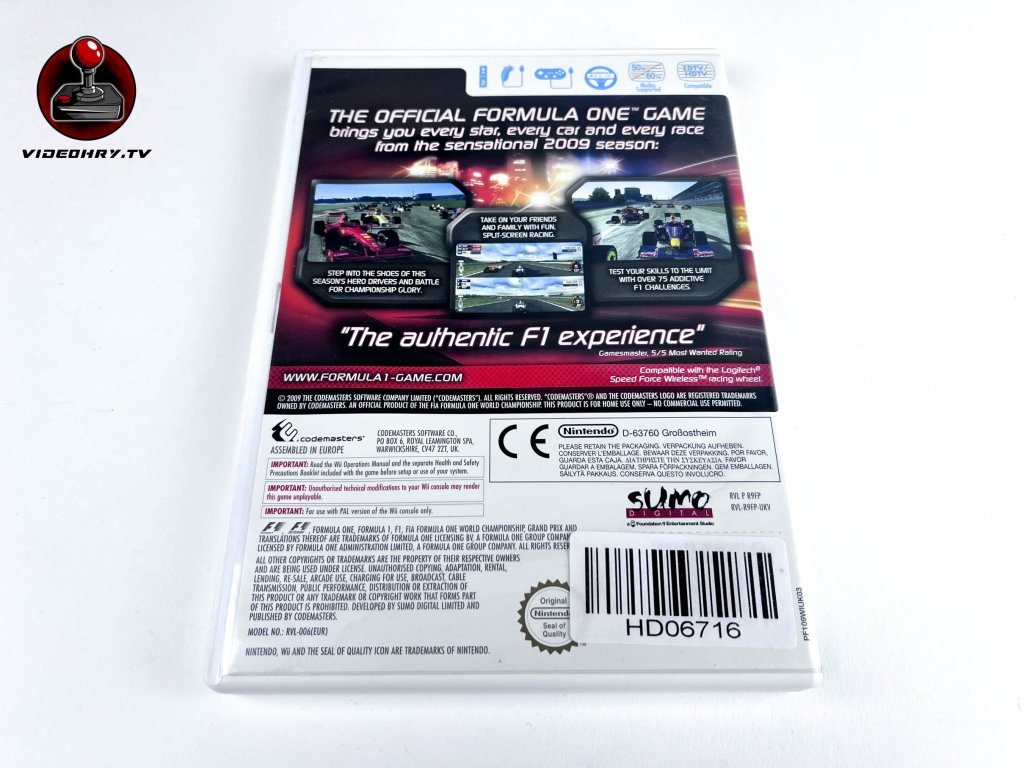 VIDEOHRY.TV
50Hz
60Hz
Modes
Supported
EDTV/
HDTV
Compatible
THE OFFICIAL FORMULA ONE™ GAME
brings you every star, every car and every race
from the sensational 2009 season:
STEP INTO THE SHOES OF THIS
SEASON'S HERO DRIVERS AND BATTLE
FOR CHAMPIONSHIP GLORY.
TAKE ON YOUR FRIENDS
AND FAMILY WITH FUN,
SPLIT-SCREEN RACING.
TEST YOUR SKILLS TO THE LIMIT
WITH OVER 75 ADDICTIVE
F1 CHALLENGES.
"The authentic F1 experience"
Gamesmaster, 5/5 Most Wanted Rating
WWW.FORMULA1-GAME.COM
Compatible with the Logitech®
Speed Force Wireless™ racing wheel
© 2009 THE CODEMASTERS SOFTWARE COMPANY LIMITED ("CODEMASTERS"). ALL RIGHTS RESERVED. "CODEMASTERS"® AND THE CODEMASTERS LOGO ARE REGISTERED TRADEMARKS
OWNED BY CODEMASTERS. AN OFFICIAL PRODUCT OF THE FIA FORMULA ONE WORLD CHAMPIONSHIP. THIS PRODUCT IS FOR HOME USE ONLY – NO COMMERCIAL USE PERMITTED.
codemasters®
ASSEMBLED IN EUROPE
CODEMASTERS SOFTWARE CO.,
PO BOX 6, ROYAL LEAMINGTON SPA,
WARWICKSHIRE, CV47 2ZT, UK.
IMPORTANT: Read the Wii Operations Manual and the separate Health and Safety
Precautions Booklet included with the game before setup or use of your system.
IMPORTANT: Unauthorised technical modifications to your Wii console may render
this game unplayable.
IMPORTANT: For use with PAL version of the Wii console only.
CE
Nintendo
D-63760 Großostheim
PLEASE RETAIN THE PACKAGING. VERPACKUNG AUFHEBEN.
CONSERVER L'EMBALLAGE. BEWAAR DEZE VERPAKKING. POR FAVOR,
GUARDA ESTA CAJA. ΔΙΑΤΗΡΗΣΤΕ ΤΗΝ ΣΥΣΚΕΥΑΣΙΑ. FAVOR
GUARDAR A EMBALAGEM. SPARA FÖRPACKNINGEN. GEM EMBALLAGEN.
SÄILYTÄ PAKKAUS. CONSERVA QUESTO INVOLUCRO.
SUMO
DIGITAL
a Foundation 9 Entertainment Studio
RVL P R9FP
RVL-R9FP-UKV
F1, F1, FORMULA ONE, FORMULA 1, F1, FIA FORMULA ONE WORLD CHAMPIONSHIP, GRAND PRIX AND
TRANSLATIONS THEREOF ARE TRADEMARKS OF FORMULA ONE LICENSING BV, A FORMULA ONE GROUP
LICENSED BY FORMULA ONE ADMINISTRATION LIMITED, A FORMULA ONE GROUP COMPANY. ALL RIGHTS
ALL OTHER COPYRIGHTS OR TRADEMARKS ARE THE PROPERTY OF THEIR RESPECTIVE OWNERS
AND ARE BEING USED UNDER LICENSE. UNAUTHORISED COPYING, ADAPTATION, RENTAL,
LENDING, RE-SALE, ARCADE USE, CHARGING FOR USE, BROADCAST, CABLE
TRANSMISSION, PUBLIC PERFORMANCE, DISTRIBUTION OR EXTRACTION OF
THIS PRODUCT OR ANY TRADEMARK OR COPYRIGHT WORK THAT FORMS PART
OF THIS PRODUCT IS PROHIBITED. DEVELOPED BY SUMO DIGITAL LIMITED AND
PUBLISHED BY CODEMASTERS.
MODEL NO.: RVL-006(EUR)
NINTENDO, Wii AND THE SEAL OF QUALITY ICON ARE TRADEMARKS OF NINTENDO.
Original
Nintendo
Seal of
Quality
TM
HD06716
PF109WIUK03